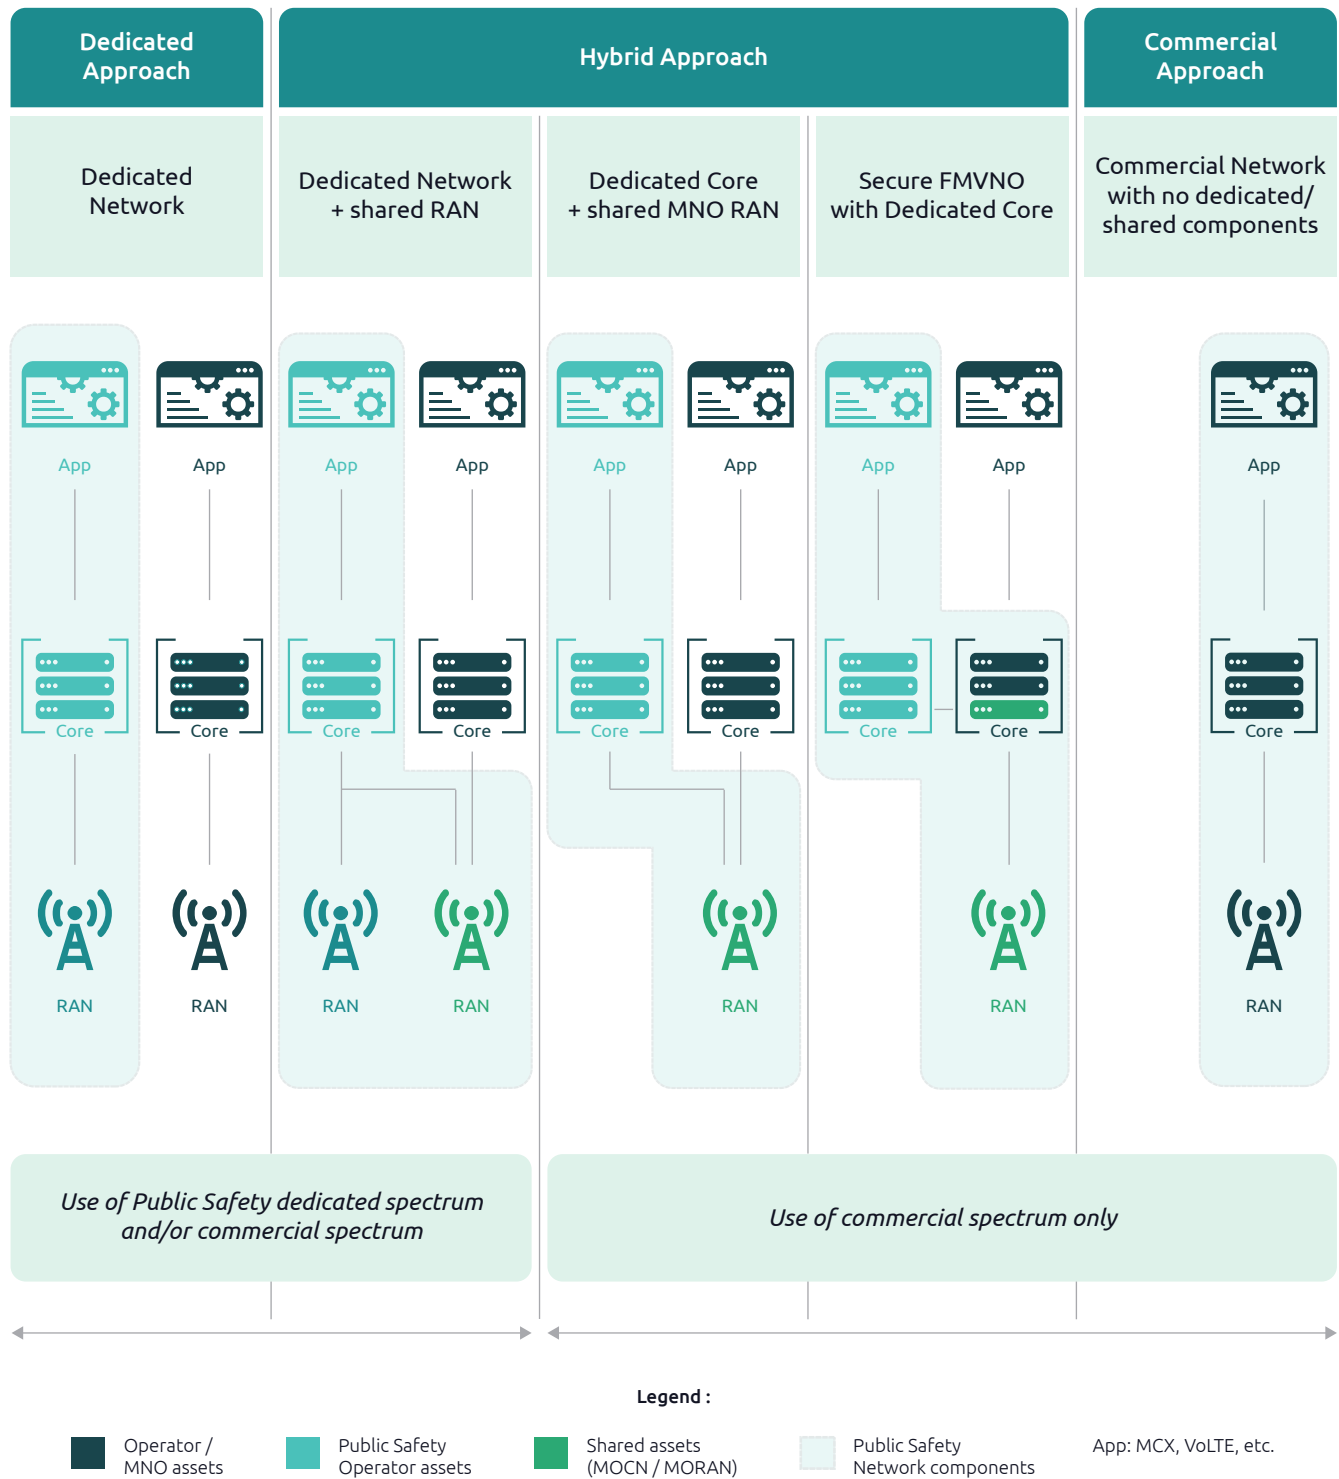 Dedicated
Approach
Hybrid Approach
Commercial
Approach
Dedicated
Network
Dedicated Network
+ shared RAN
Dedicated Core
+ shared MNO RAN
Secure FMVNO
with Dedicated Core
Commercial Network
with no dedicated/
shared components
App
App
App
App
App
App
App
App
App
Core
Core
Core
Core
Core
Core
Core
Core
Core
RAN
RAN
RAN
RAN
RAN
RAN
RAN
Use of Public Safety dedicated spectrum
and/or commercial spectrum
Use of commercial spectrum only
Legend :
Operator /
MNO assets
Public Safety
Operator assets
Shared assets
(MOCN / MORAN)
Public Safety
Network components
App: MCX, VoLTE, etc.